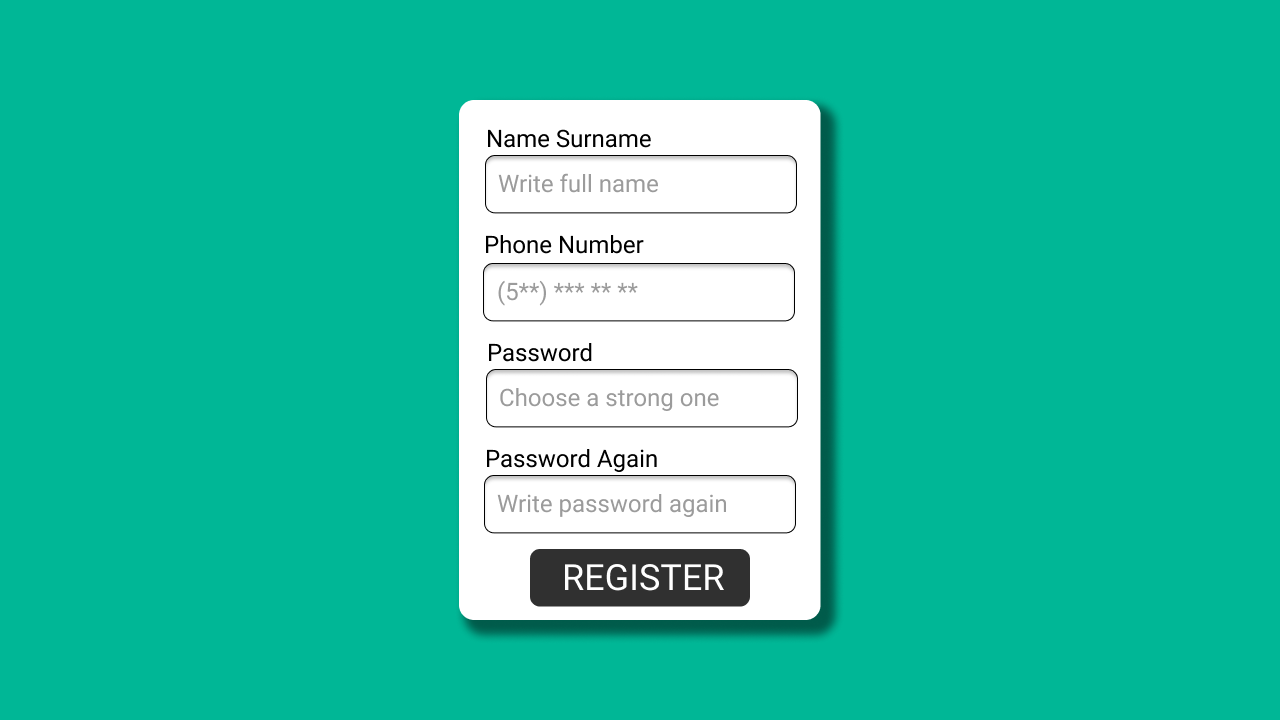 Name Surname
Write full name
Phone Number
(5**) *** ** **
Password
Choose a strong one
Password Again
Write password again
REGISTER